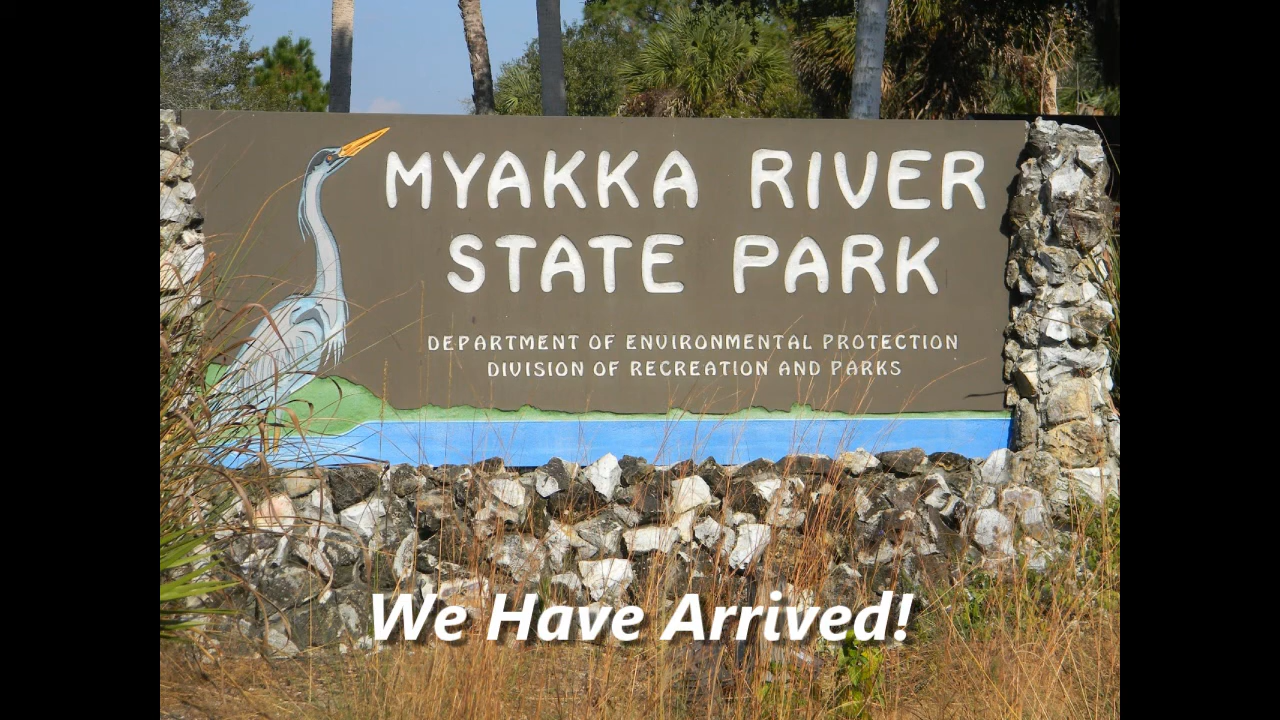 MYAKKA RIVER
STATE PARK
DEPARTMENT OF ENVIRONMENTAL PROTECTION
DIVISION OF RECREATION AND PARKS
We Have Arrived!